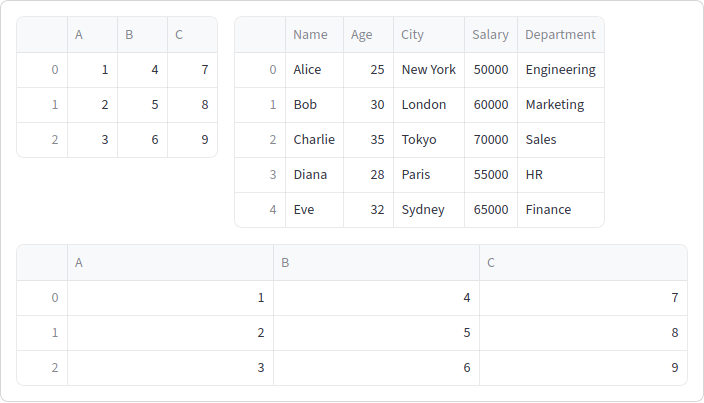 A B C
0 1 4 7
1 2 5 8
2 3 6 9
Name Age City Salary Department
0 Alice 25 New York 50000 Engineering
1 Bob 30 London 60000 Marketing
2 Charlie 35 Tokyo 70000 Sales
3 Diana 28 Paris 55000 HR
4 Eve 32 Sydney 65000 Finance
A B C
0 1 4 7
1 2 5 8
2 3 6 9